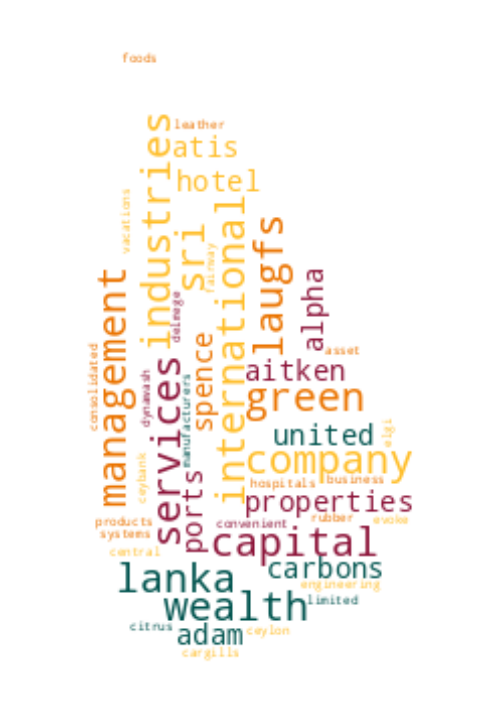 foods
leather
industries
atis
hotel
vacations
international
laugfs
sri
fairway
alpha
management
delmege
spence
asset
consolidated
services
aitken
dynawash
manufacturers
green
elgi
united
company
ceybank
ports
hospitals
business
properties
products
convenient
rubber
evoke
systems
capital
central
carbons
lanka
engineering
wealth
limited
citrus
adam
ceylon
cargills